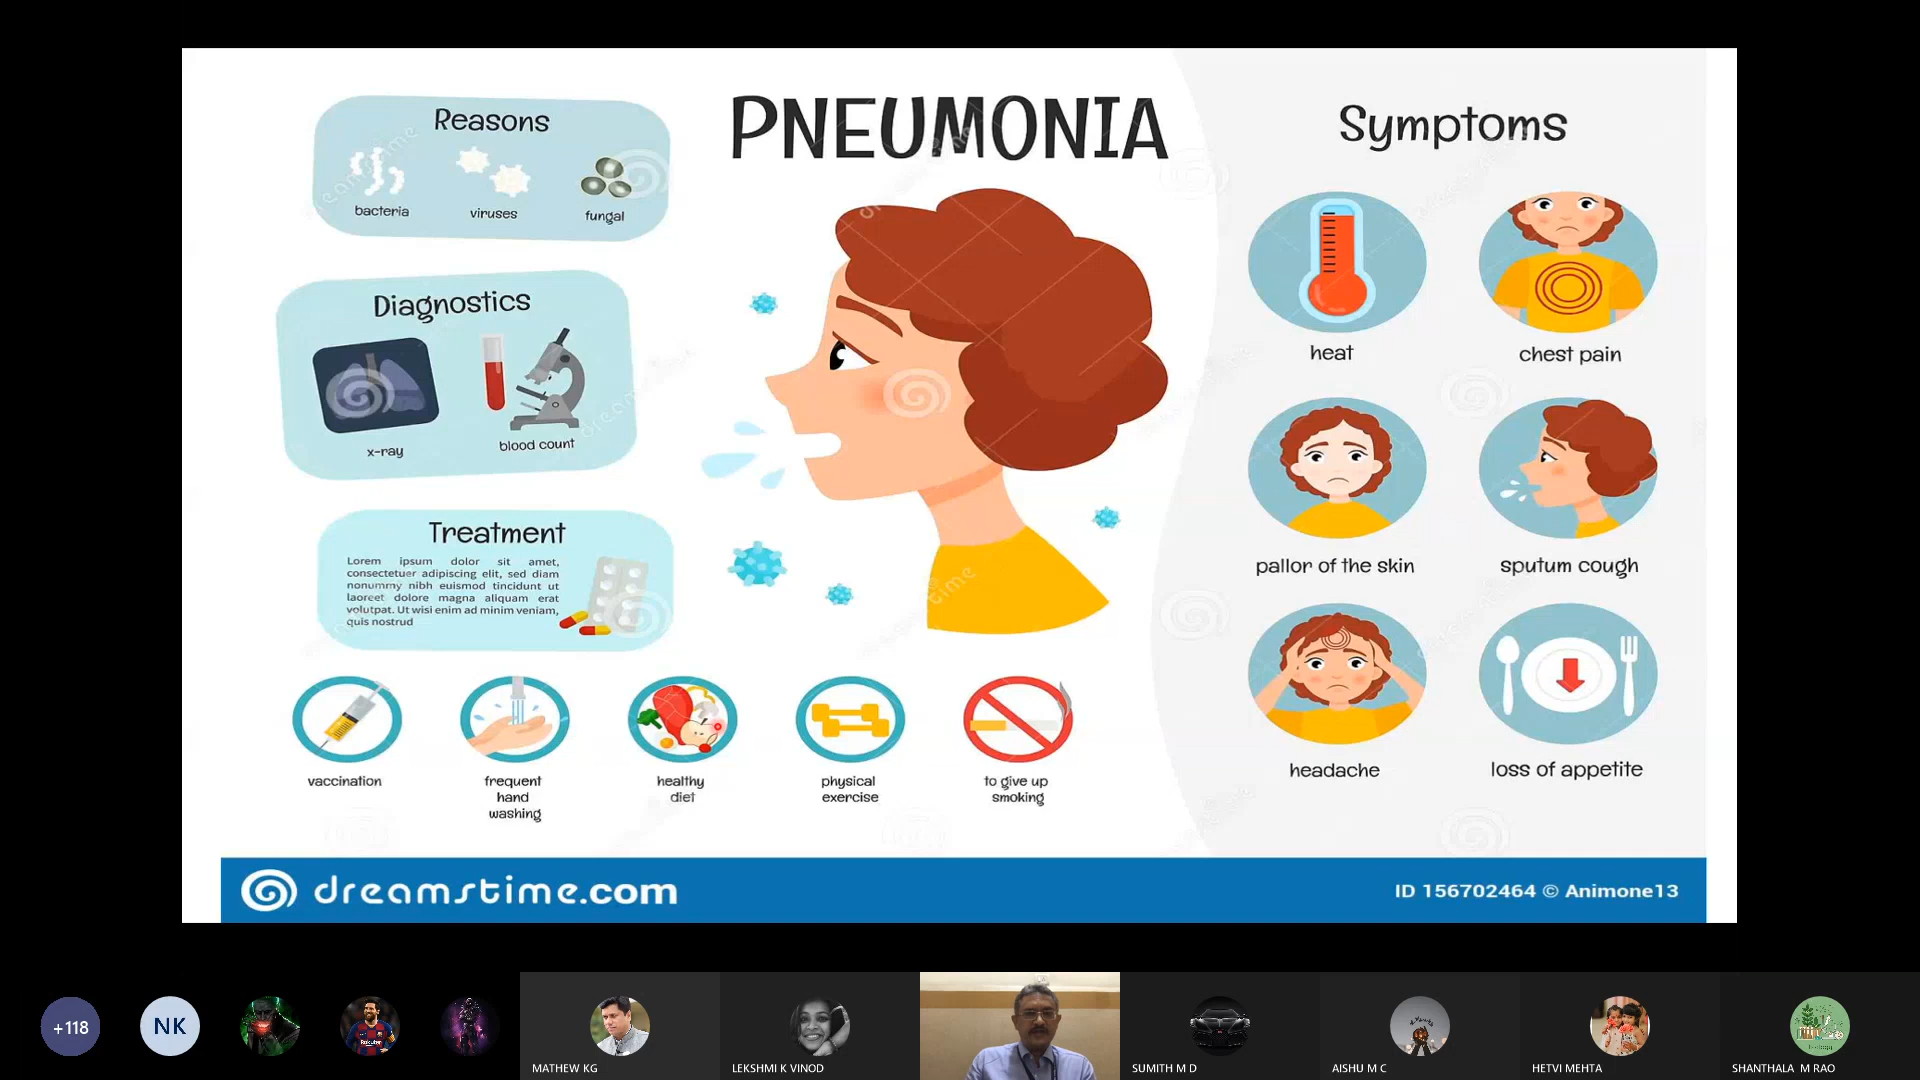 PNEUMONIA
Reasons
bacteria
viruses
fungal
Diagnostics
x-ray
blood count
Treatment
Lorem ipsum dolor sit amet,
consectetuer adipiscing elit, sed diam
nonummy nibh euismod tincidunt ut
laoreet dolore magna aliquam erat
volutpat. Ut wisi enim ad minim veniam,
quis nostrud
vaccination
frequent
hand
washing
healthy
diet
physical
exercise
to give up
smoking
Symptoms
heat
chest pain
pallor of the skin
sputum cough
headache
loss of appetite
dreamstime.com
ID 156702464 © Animone13
+118
NK
MATHEW KG
LEKSHMI K VINOD
SUMITH M D
AISHU M C
HETVI MEHTA
SHANTHALA M RAO